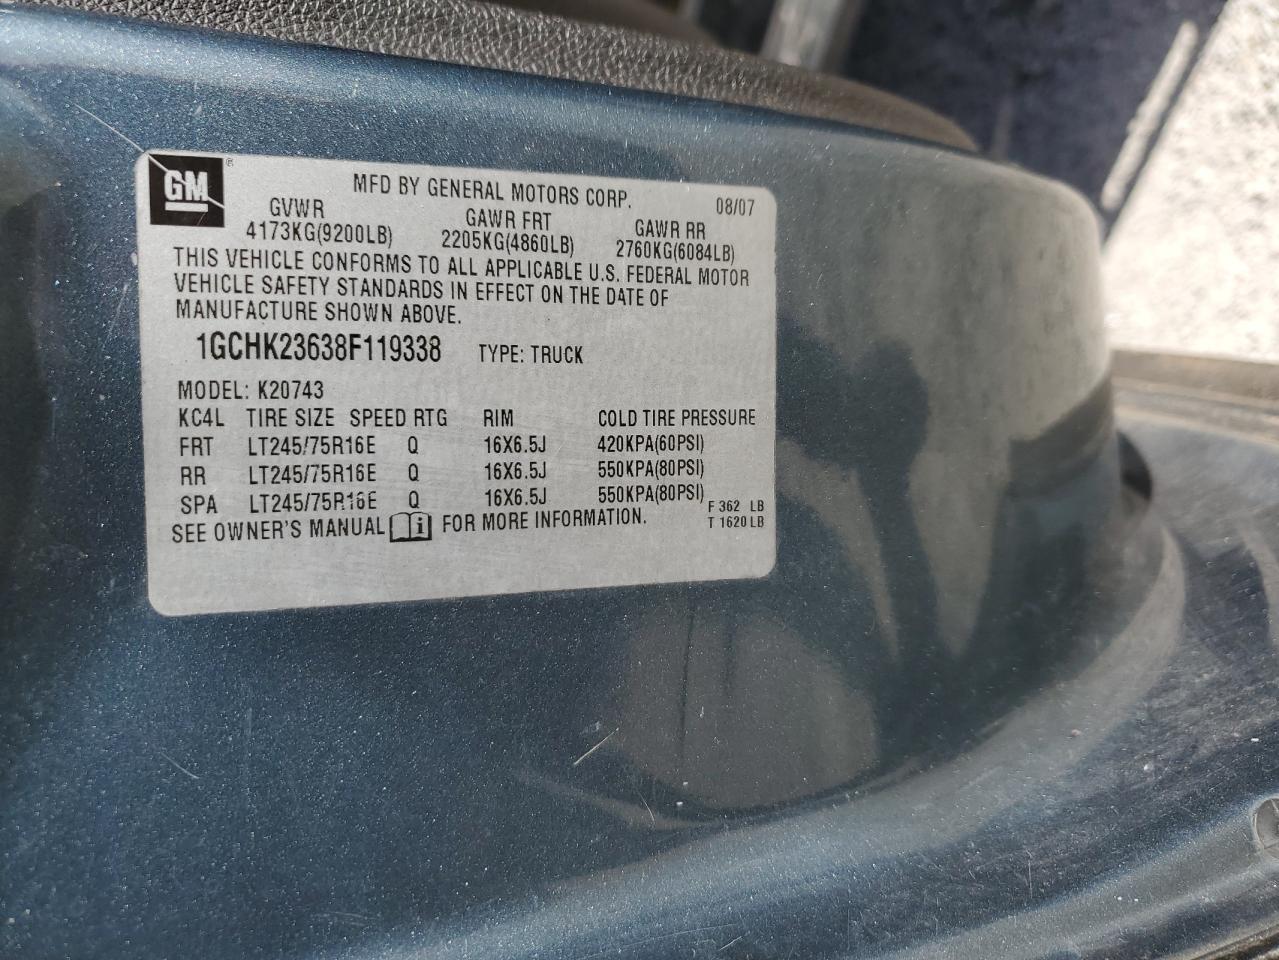 GM ® MFD BY GENERAL MOTORS CORP. 08/07
GVWR GAWR FRT GAWR RR
4173KG(9200LB) 2205KG(4860LB) 2760KG(6084LB)
THIS VEHICLE CONFORMS TO ALL APPLICABLE U.S. FEDERAL MOTOR
VEHICLE SAFETY STANDARDS IN EFFECT ON THE DATE OF
MANUFACTURE SHOWN ABOVE.
1GCHK23638F119338 TYPE: TRUCK
MODEL: K20743
KC4L TIRE SIZE SPEED RTG RIM COLD TIRE PRESSURE
FRT LT245/75R16E Q 16X6.5J 420KPA(60PSI)
RR LT245/75R16E Q 16X6.5J 550KPA(80PSI)
SPA LT245/75R16E Q 16X6.5J 550KPA(80PSI)
SEE OWNER'S MANUAL i FOR MORE INFORMATION.
F 362 LB
T 1620 LB